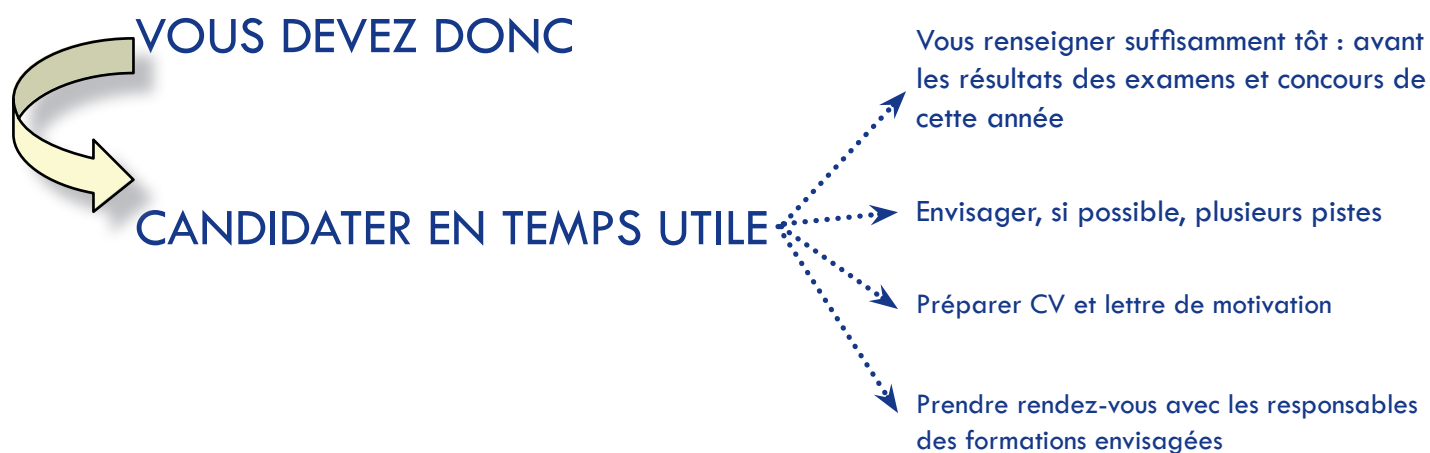 VOUS DEVEZ DONC
CANDIDATER EN TEMPS UTILE
Vous renseigner suffisamment tôt : avant
les résultats des examens et concours de
cette année
Envisager, si possible, plusieurs pistes
Préparer CV et lettre de motivation
Prendre rendez-vous avec les responsables
des formations envisagées